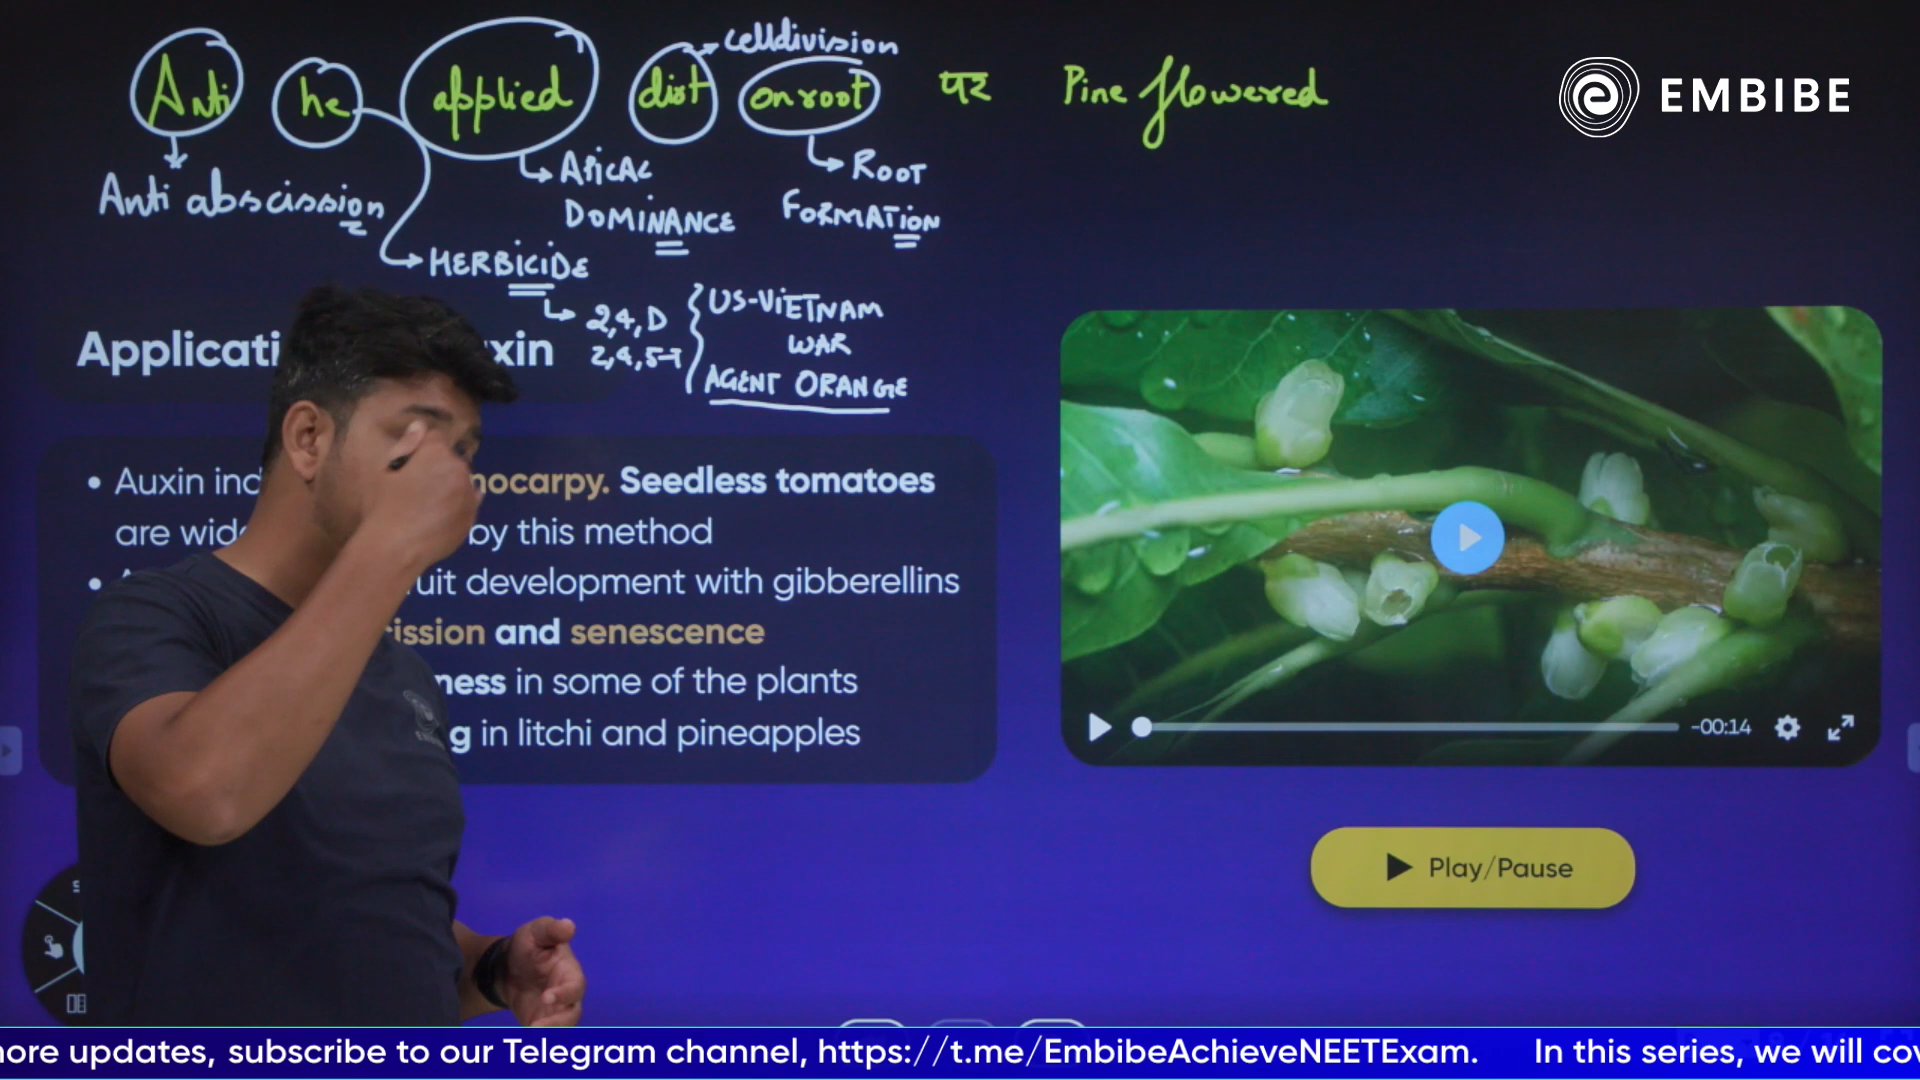 Anti he applied dist onroot पर Pine flowered
celldivision
Anti abscission
APICAL
DOMINANCE
ROOT
FORMATION
HERBICIDE
2,4,D
2,4,5-T
US-VIETNAM
WAR
AGENT ORANGE
EMBIBE
Applicati xin
• Auxin ind nocarpy. Seedless tomatoes
are wid by this method
• uit development with gibberellins
ission and senescence
ness in some of the plants
g in litchi and pineapples
-00:14
Play/Pause
ore updates, subscribe to our Telegram channel, https://t.me/EmbibeAchieveNEETExam. In this series, we will cov